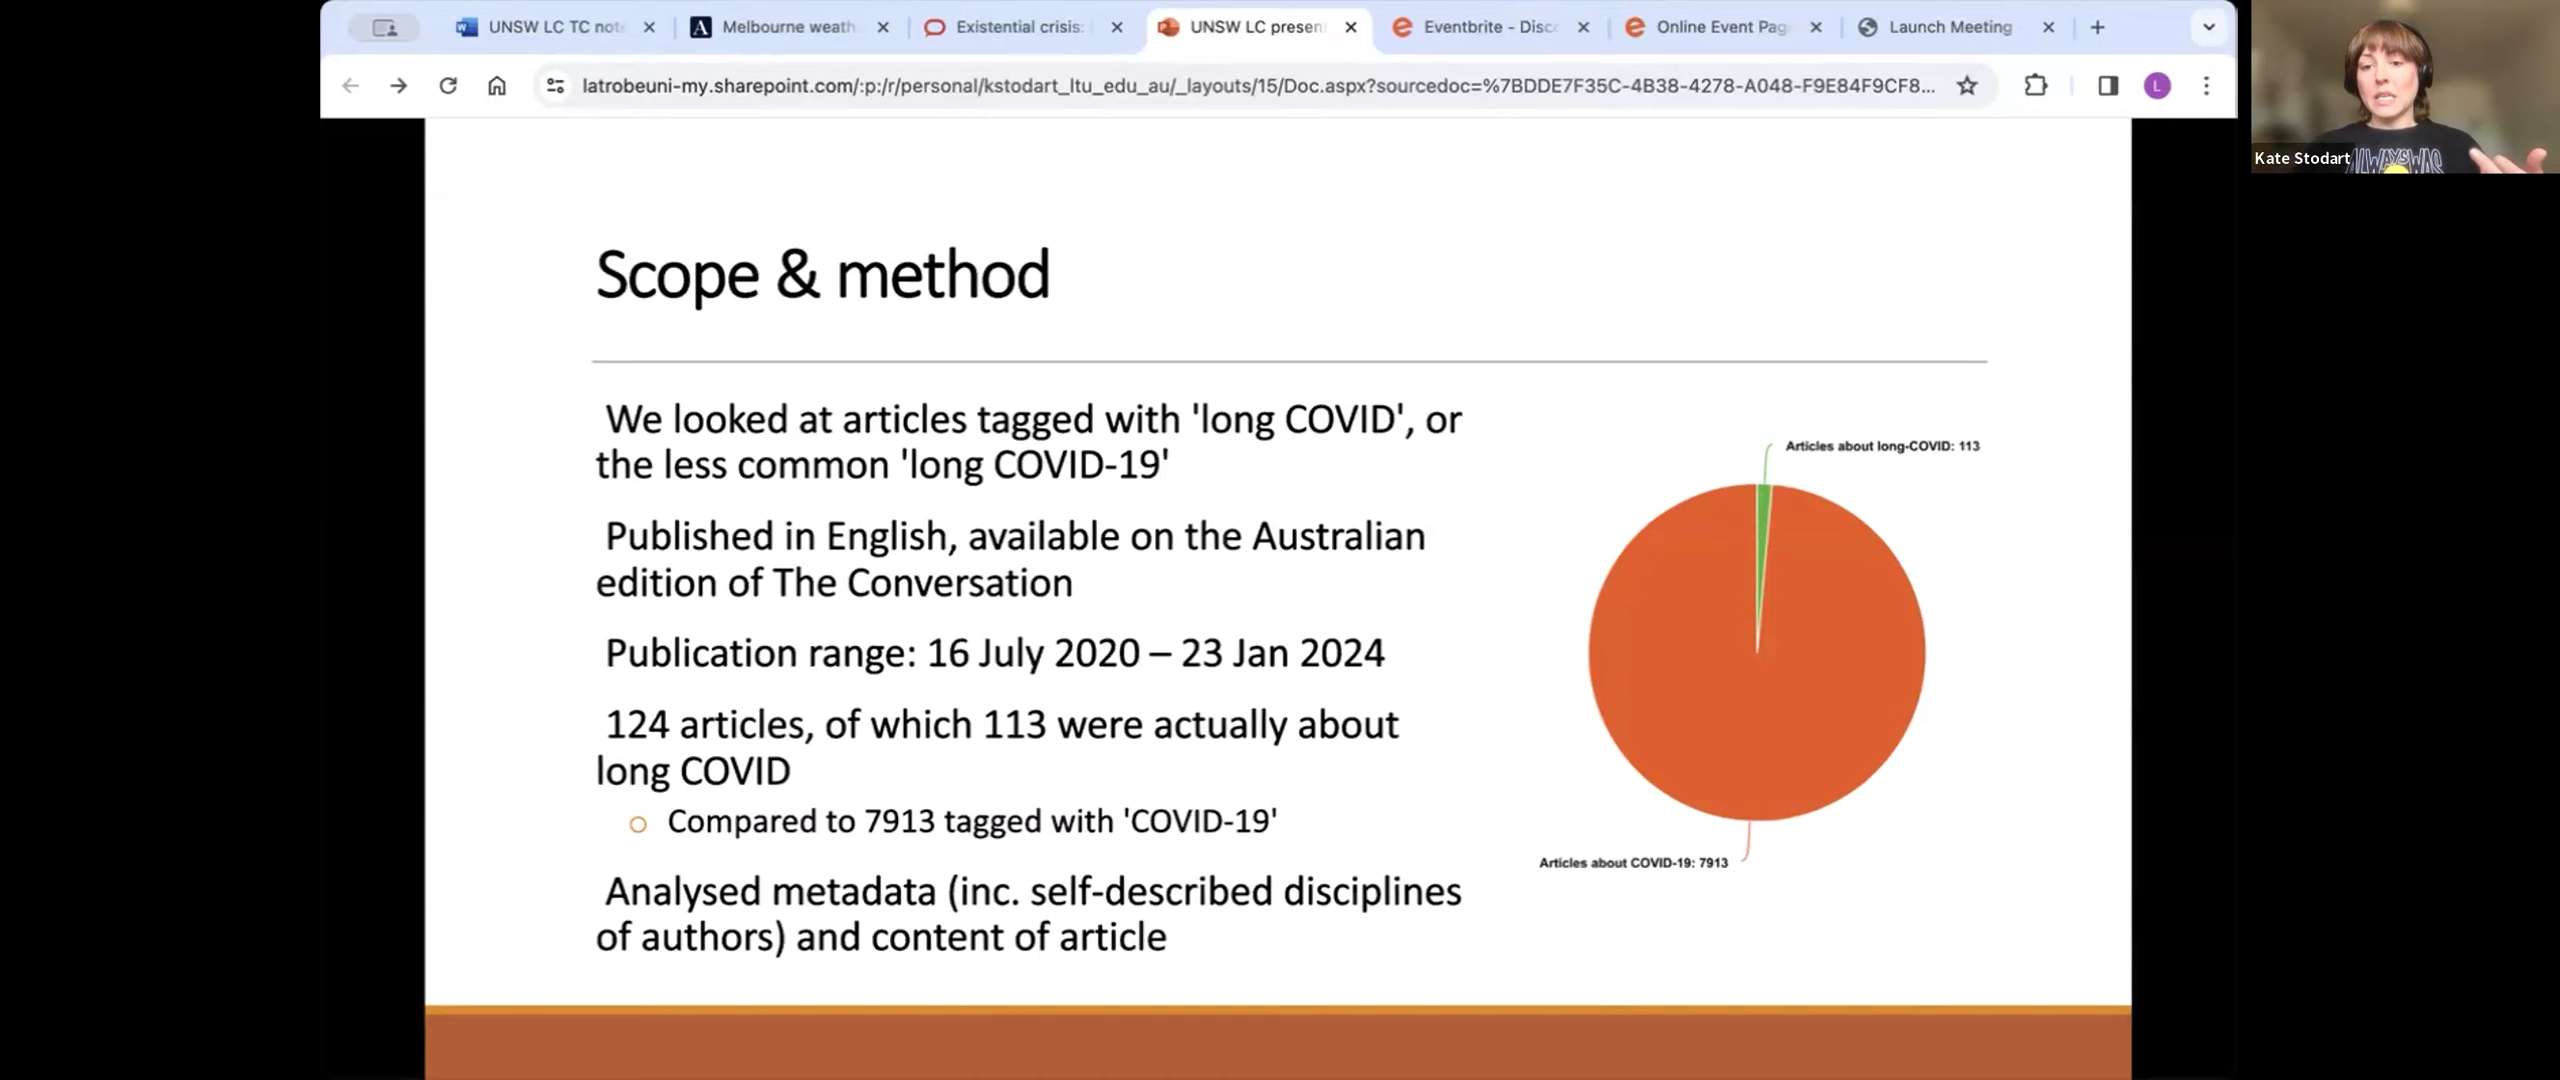 UNSW LC TC not
Melbourne weath
Existential crisis:
UNSW LC presen
Eventbrite - Disc
Online Event Pag
Launch Meeting
latrobeuni-my.sharepoint.com/:p:/r/personal/kstodart_ltu_edu_au/_layouts/15/Doc.aspx?sourcedoc=%7BDDE7F35C-4B38-4278-A048-F9E84F9CF8...
L
Kate Stodart
Scope & method
We looked at articles tagged with 'long COVID', or
the less common 'long COVID-19'
Published in English, available on the Australian
edition of The Conversation
Publication range: 16 July 2020 – 23 Jan 2024
124 articles, of which 113 were actually about
long COVID
Compared to 7913 tagged with 'COVID-19'
Analysed metadata (inc. self-described disciplines
of authors) and content of article
Articles about long-COVID: 113
Articles about COVID-19: 7913